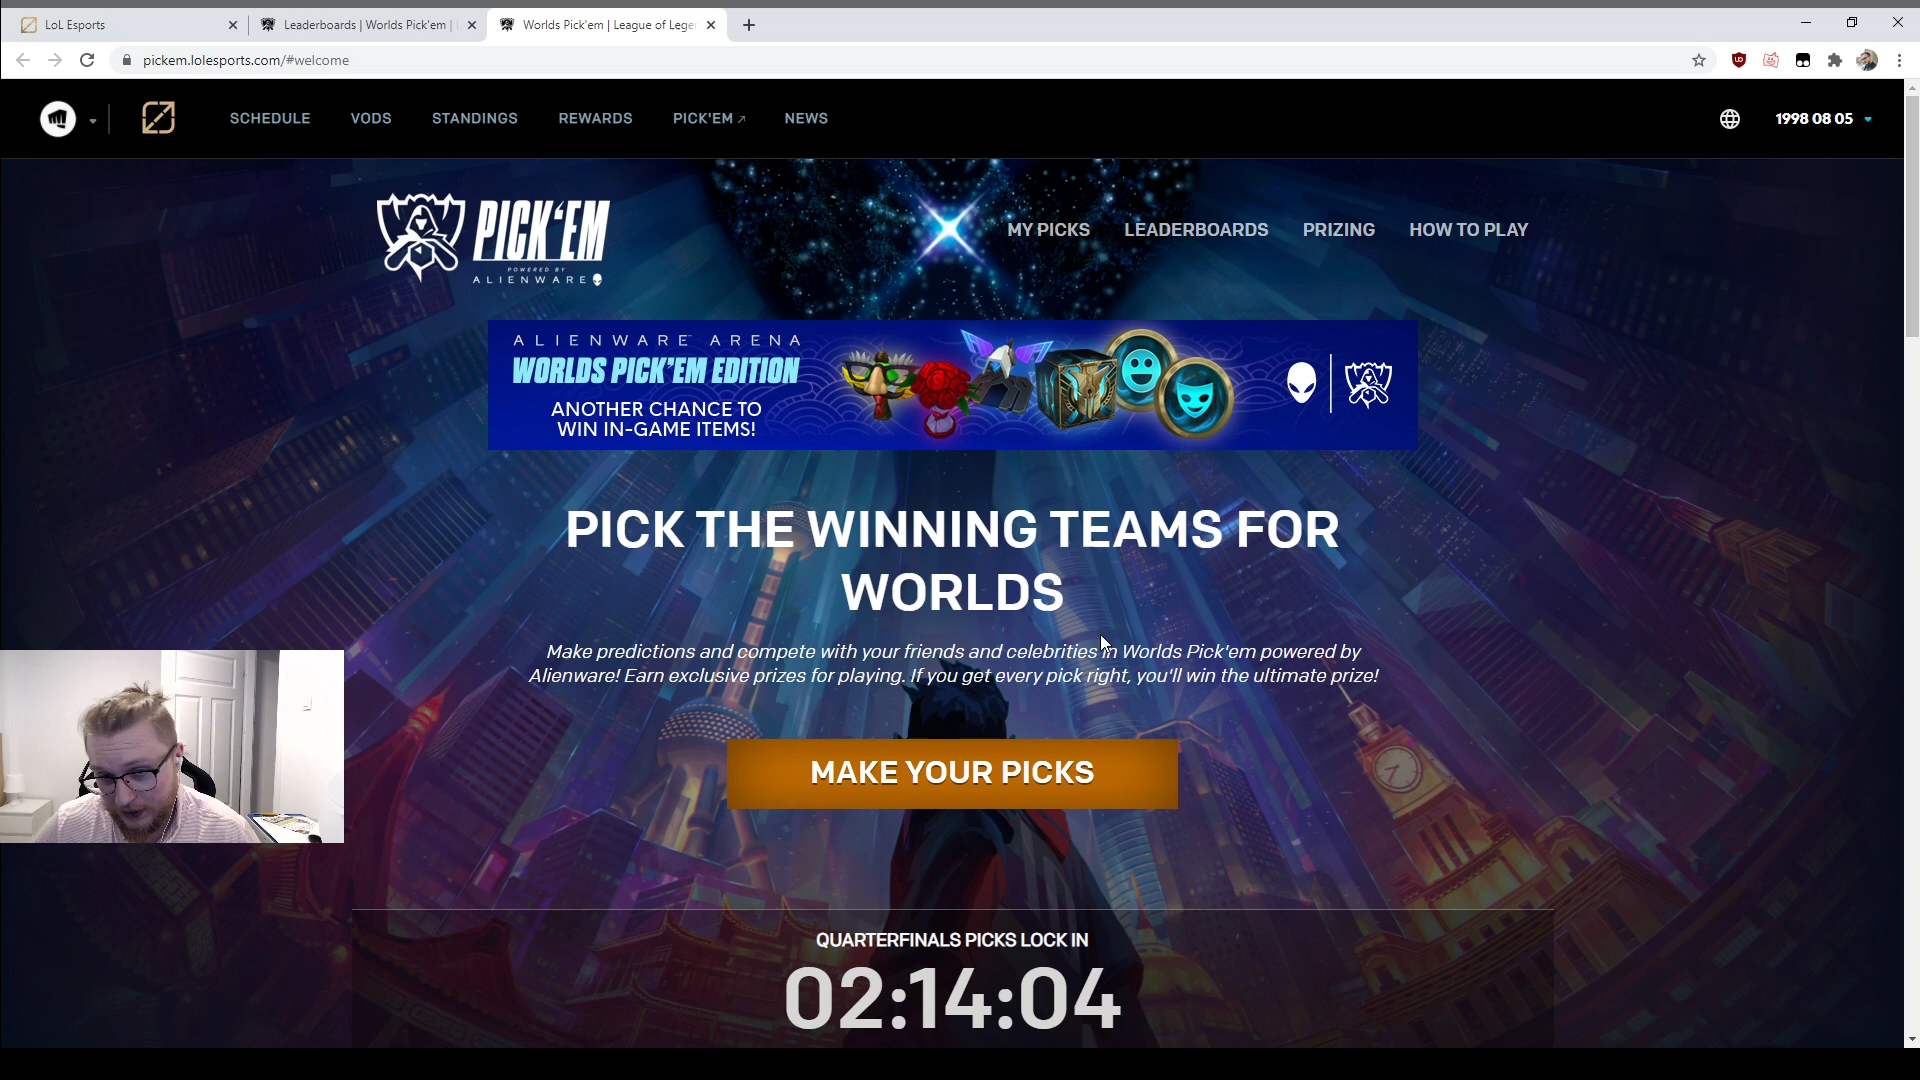 LoL Esports
Leaderboards | Worlds Pick'em |
Worlds Pick'em | League of Leger
pickem.lolesports.com/#welcome
SCHEDULE VODS STANDINGS REWARDS PICK'EM NEWS
1998 08 05
PICK'EM
POWERED BY
ALIENWARE
MY PICKS LEADERBOARDS PRIZING HOW TO PLAY
ALIENWARE ARENA
WORLDS PICK'EM EDITION
ANOTHER CHANCE TO
WIN IN-GAME ITEMS!
PICK THE WINNING TEAMS FOR
WORLDS
Make predictions and compete with your friends and celebrities in Worlds Pick'em powered by
Alienware! Earn exclusive prizes for playing. If you get every pick right, you'll win the ultimate prize!
MAKE YOUR PICKS
QUARTERFINALS PICKS LOCK IN
02:14:04